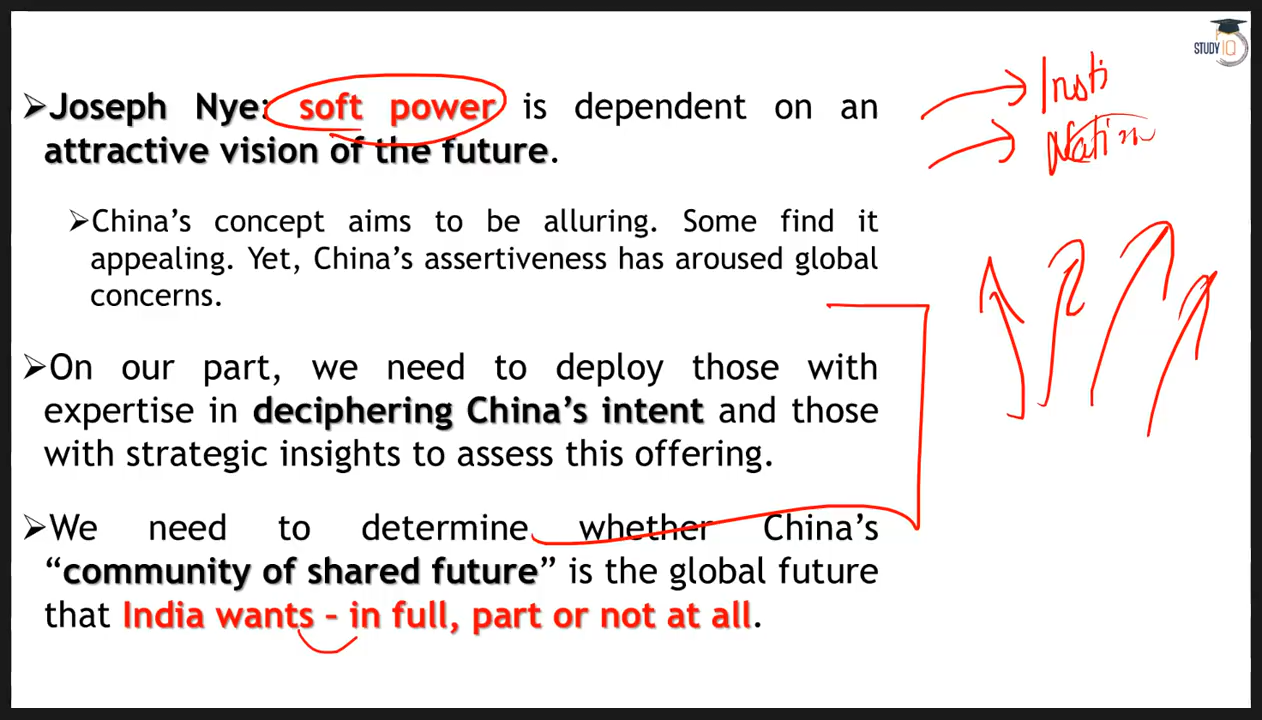 STUDY IQ
➤Joseph Nye: soft power is dependent on an
attractive vision of the future.
➤China’s concept aims to be alluring. Some find it
appealing. Yet, China’s assertiveness has aroused global
concerns.
➤On our part, we need to deploy those with
expertise in deciphering China’s intent and those
with strategic insights to assess this offering.
➤We need to determine whether China’s
“community of shared future” is the global future
that India wants – in full, part or not at all.
Insti